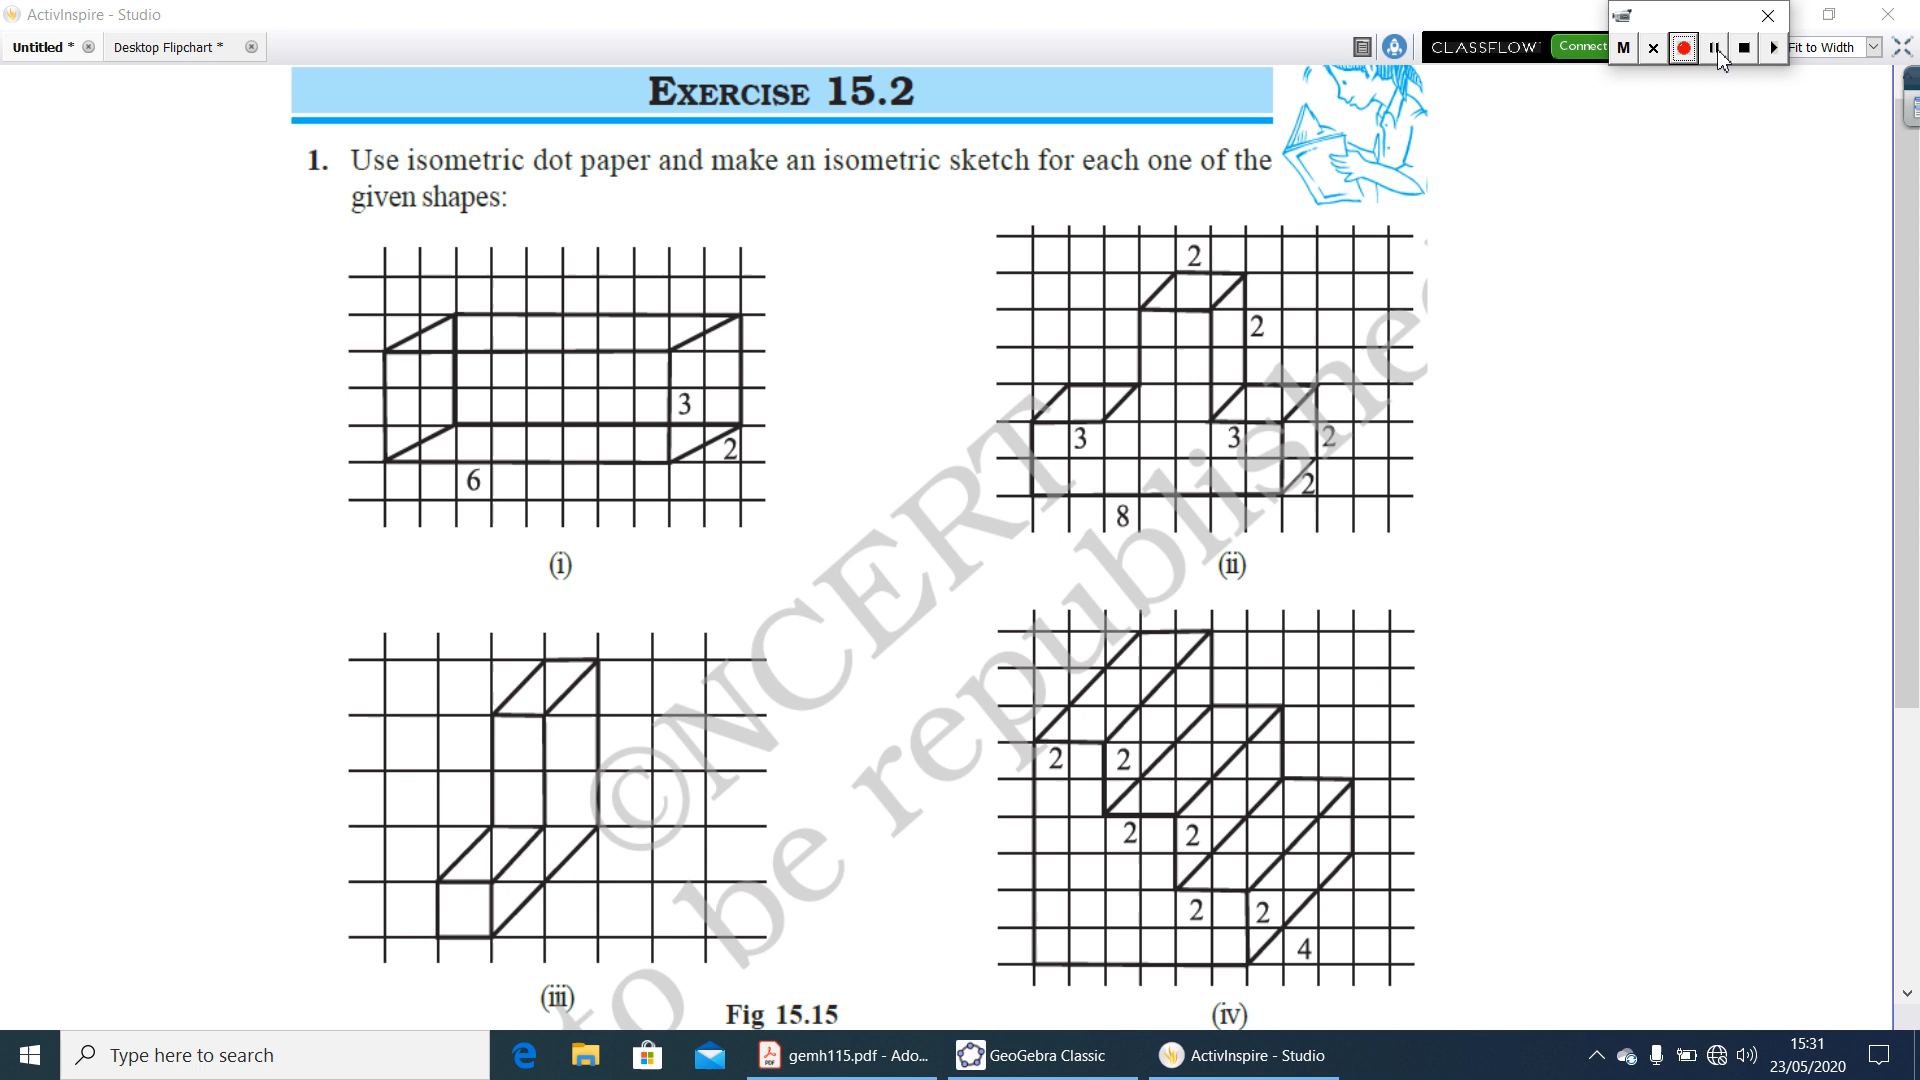 ActivInspire - Studio
Untitled *
Desktop Flipchart *
CLASSFLOW
Connect
M
Fit to Width
EXERCISE 15.2
1. Use isometric dot paper and make an isometric sketch for each one of the
given shapes:
3
2
6
(i)
2
2
3
3
2
2
8
(ii)
(iii)
2
2
2
2
2
2
4
(iv)
Fig 15.15
©NCERT
to be republished
Type here to search
gemh115.pdf - Ado...
GeoGebra Classic
ActivInspire - Studio
15:31
23/05/2020